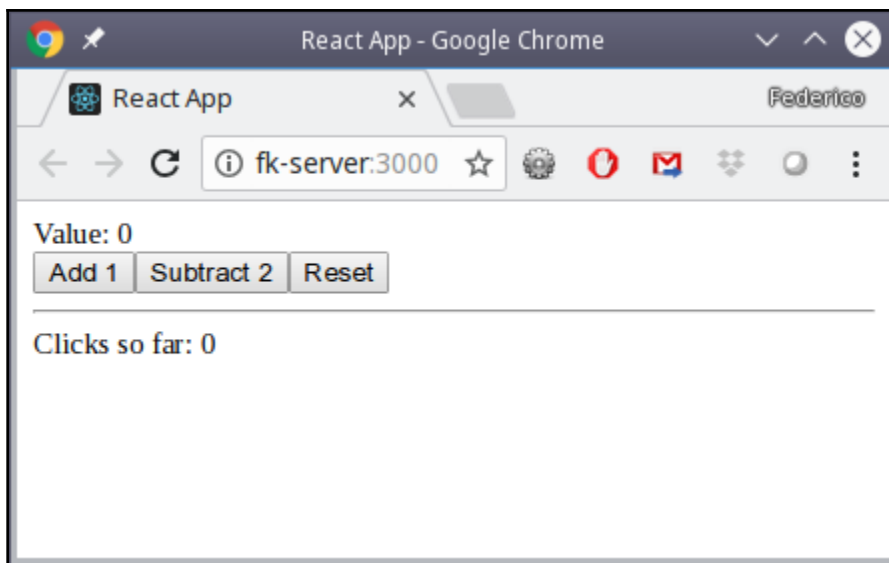 React App - Google Chrome
React App
Federico
fk-server:3000
Value: 0
Add 1 Subtract 2 Reset
Clicks so far: 0